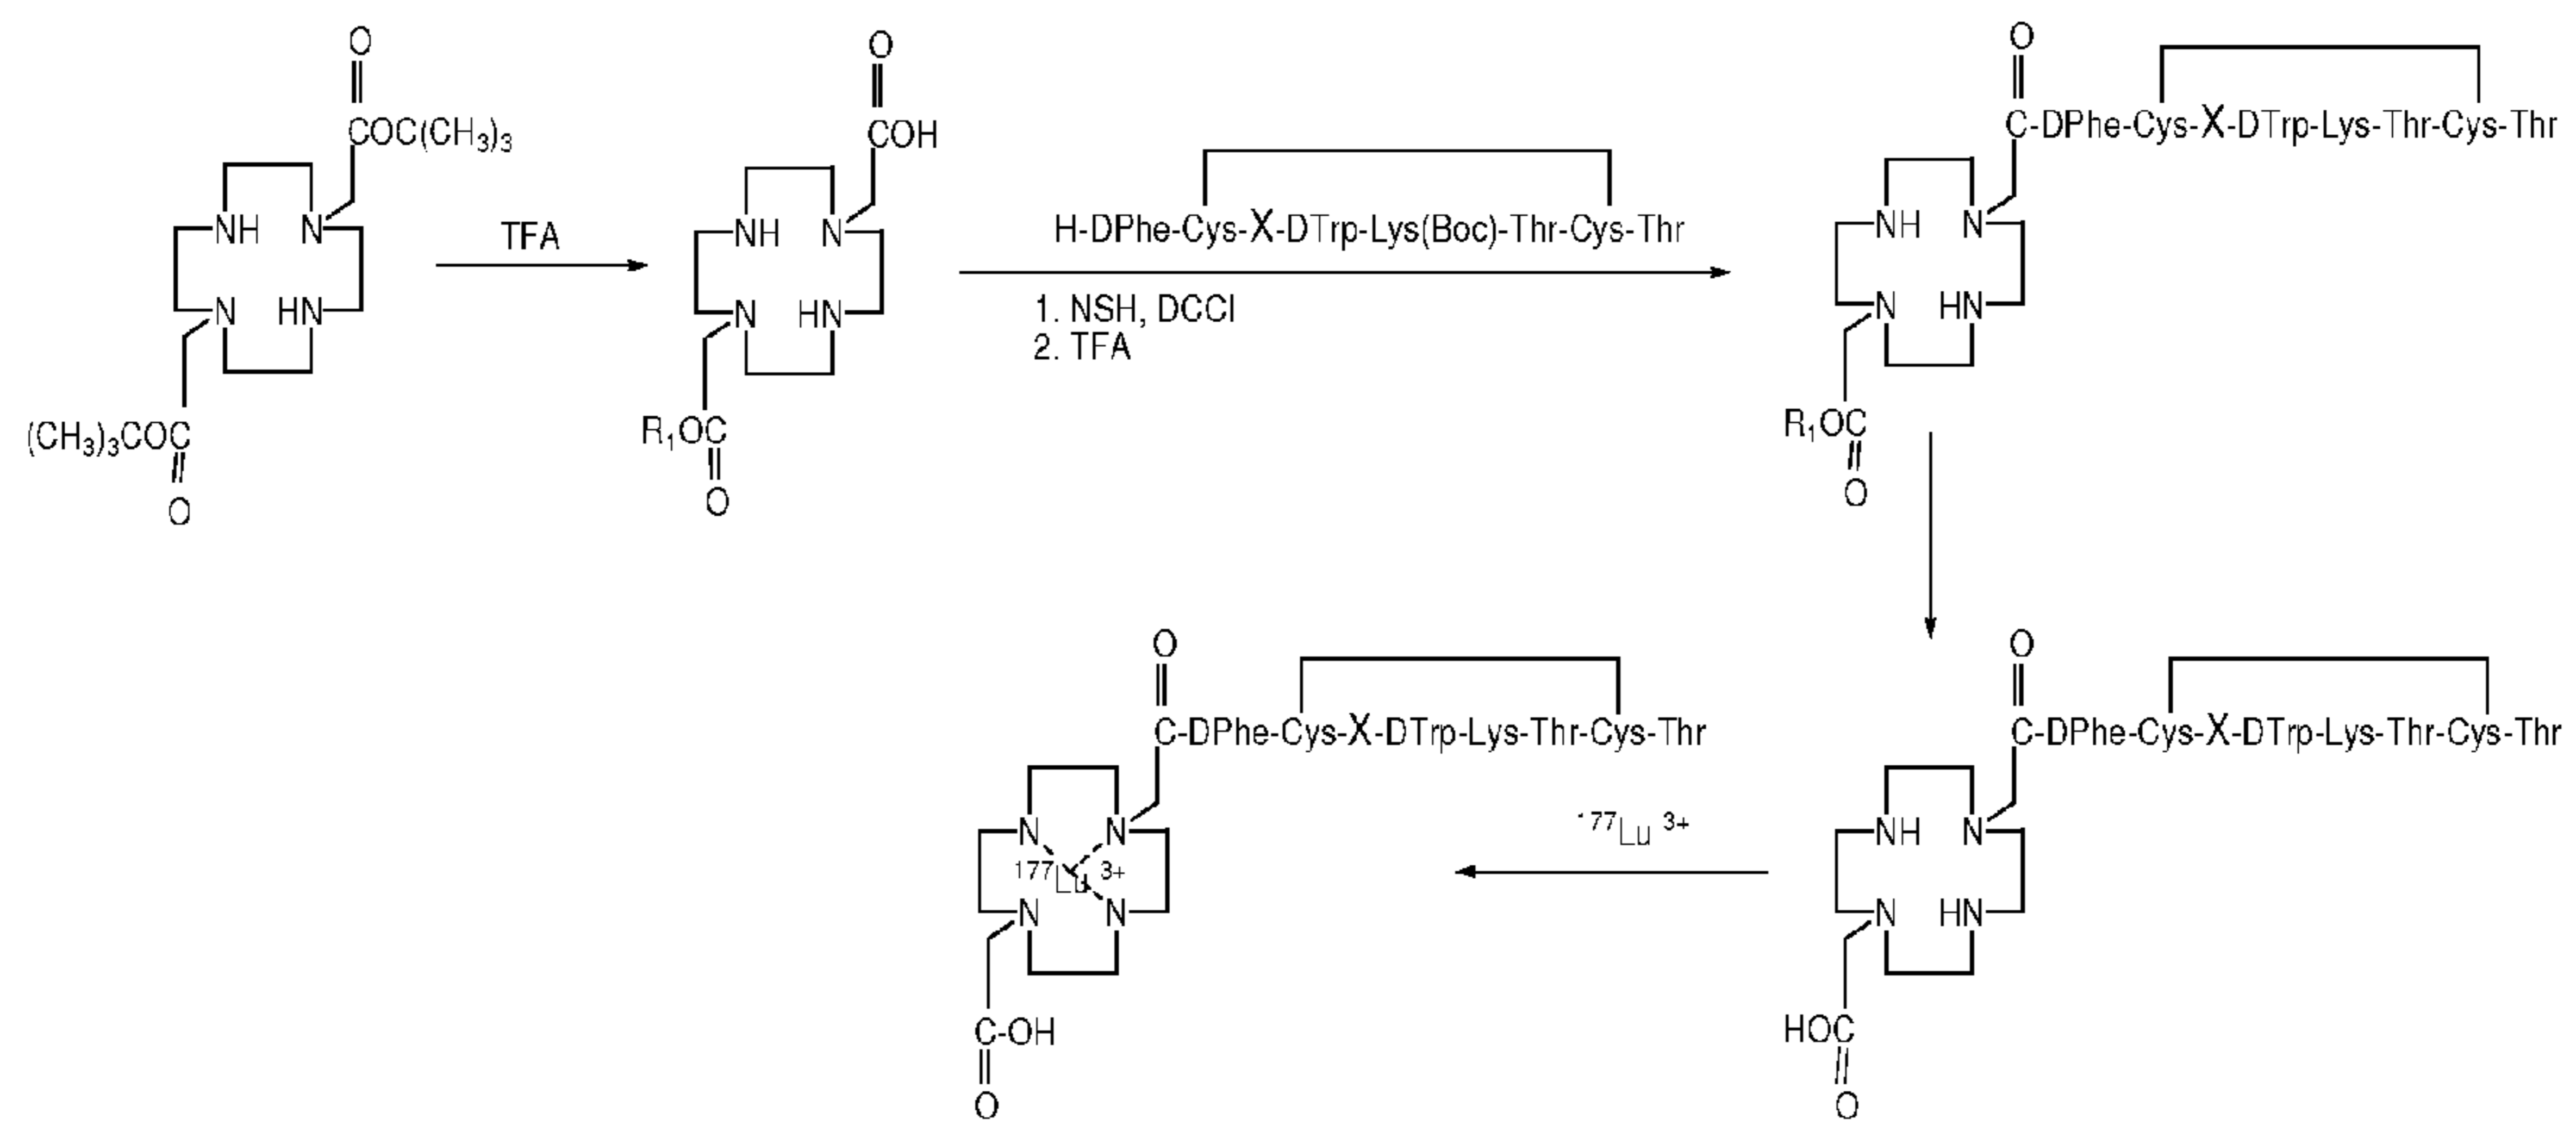 O
COC(CH₃)₃
NH N
N HN
(CH₃)₃COC
O
TFA
O
COH
NH N
N HN
R₁OC
O
H-DPhe-Cys-X-DTrp-Lys(Boc)-Thr-Cys-Thr
1. NSH, DCCI
2. TFA
O
C-DPhe-Cys-X-DTrp-Lys-Thr-Cys-Thr
NH N
N HN
R₁OC
O
O
C-DPhe-Cys-X-DTrp-Lys-Thr-Cys-Thr
NH N
N HN
HOC
O
¹⁷⁷Lu ³⁺
O
C-DPhe-Cys-X-DTrp-Lys-Thr-Cys-Thr
N N
¹⁷⁷Lu ³⁺
N N
C-OH
O